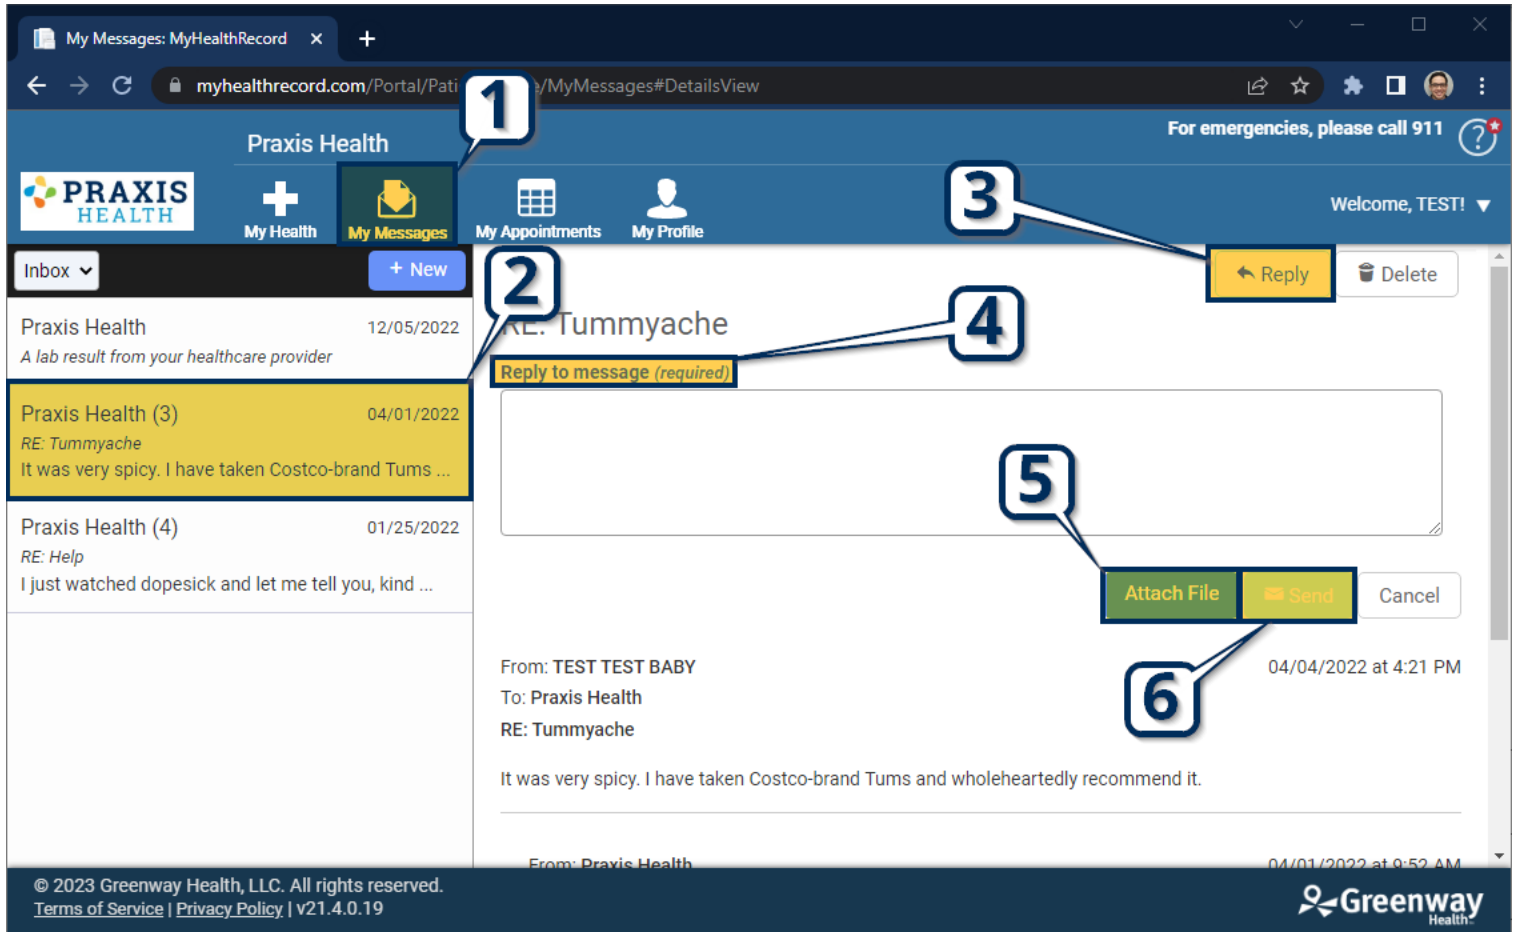 My Messages: MyHealthRecord
myhealthrecord.com/Portal/Pati /MyMessages#DetailsView
1
Praxis Health
For emergencies, please call 911
PRAXIS
HEALTH
My Health
My Messages
My Appointments
My Profile
3
Welcome, TEST!
Inbox
+ New
2
Reply
Delete
Praxis Health 12/05/2022
A lab result from your healthcare provider
RE: Tummyache
4
Reply to message (required)
Praxis Health (3) 04/01/2022
RE: Tummyache
It was very spicy. I have taken Costco-brand Tums ...
5
Praxis Health (4) 01/25/2022
RE: Help
I just watched dopesick and let me tell you, kind ...
Attach File
Send
Cancel
6
From: TEST TEST BABY 04/04/2022 at 4:21 PM
To: Praxis Health
RE: Tummyache
It was very spicy. I have taken Costco-brand Tums and wholeheartedly recommend it.
From: Praxis Health 04/01/2022 at 9:52 AM
© 2023 Greenway Health, LLC. All rights reserved.
Terms of Service | Privacy Policy | v21.4.0.19
Greenway
Health